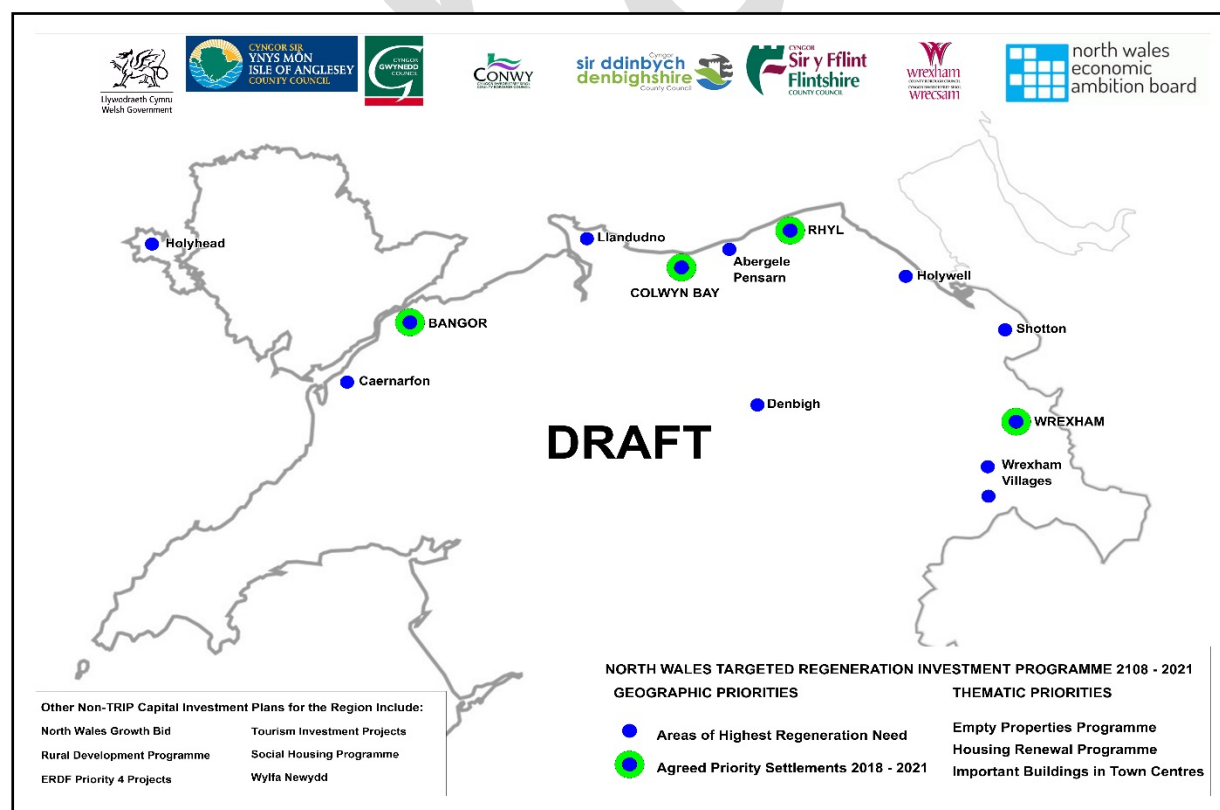 Llywodraeth Cymru
Welsh Government
CYNGOR SIR
YNYS MÔN
ISLE OF ANGLESEY
COUNTY COUNCIL
CYNGOR
GWYNEDD
COUNCIL
CONWY
Cyngor
sir ddinbych
denbighshire
County Council
CYNGOR
Sir y Fflint
Flintshire
COUNTY COUNCIL
wrexham
wrecsam
north wales
economic
ambition board
Holyhead
Llandudno
RHYL
Abergele
Pensarn
COLWYN BAY
Holywell
BANGOR
Shotton
Caernarfon
Denbigh
WREXHAM
DRAFT
Wrexham
Villages
Other Non-TRIP Capital Investment Plans for the Region Include:
North Wales Growth Bid
Tourism Investment Projects
Rural Development Programme
Social Housing Programme
ERDF Priority 4 Projects
Wylfa Newydd
NORTH WALES TARGETED REGENERATION INVESTMENT PROGRAMME 2108 - 2021
GEOGRAPHIC PRIORITIES
Areas of Highest Regeneration Need
Agreed Priority Settlements 2018 - 2021
THEMATIC PRIORITIES
Empty Properties Programme
Housing Renewal Programme
Important Buildings in Town Centres